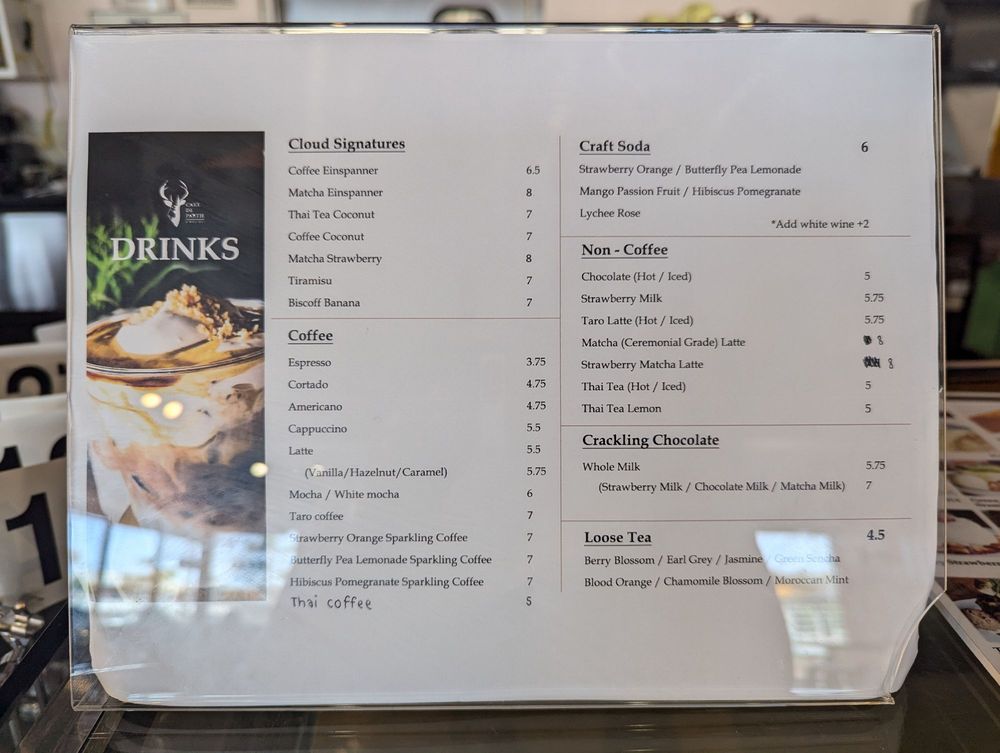 CAFE
DRINKS
Cloud Signatures
Coffee Einspanner 6.5
Matcha Einspanner 8
Thai Tea Coconut 7
Coffee Coconut 7
Matcha Strawberry 8
Tiramisu 7
Biscoff Banana 7
Coffee
Espresso 3.75
Cortado 4.75
Americano 4.75
Cappuccino 5.5
Latte 5.5
(Vanilla/Hazelnut/Caramel) 5.75
Mocha / White mocha 6
Taro coffee 7
Strawberry Orange Sparkling Coffee 7
Butterfly Pea Lemonade Sparkling Coffee 7
Hibiscus Pomegranate Sparkling Coffee 7
Thai coffee 5
Craft Soda 6
Strawberry Orange / Butterfly Pea Lemonade
Mango Passion Fruit / Hibiscus Pomegranate
Lychee Rose
*Add white wine +2
Non - Coffee
Chocolate (Hot / Iced) 5
Strawberry Milk 5.75
Taro Latte (Hot / Iced) 5.75
Matcha (Ceremonial Grade) Latte 8
Strawberry Matcha Latte 8
Thai Tea (Hot / Iced) 5
Thai Tea Lemon 5
Crackling Chocolate
Whole Milk 5.75
(Strawberry Milk / Chocolate Milk / Matcha Milk) 7
Loose Tea 4.5
Berry Blossom / Earl Grey / Jasmine / Green Sencha
Blood Orange / Chamomile Blossom / Moroccan Mint